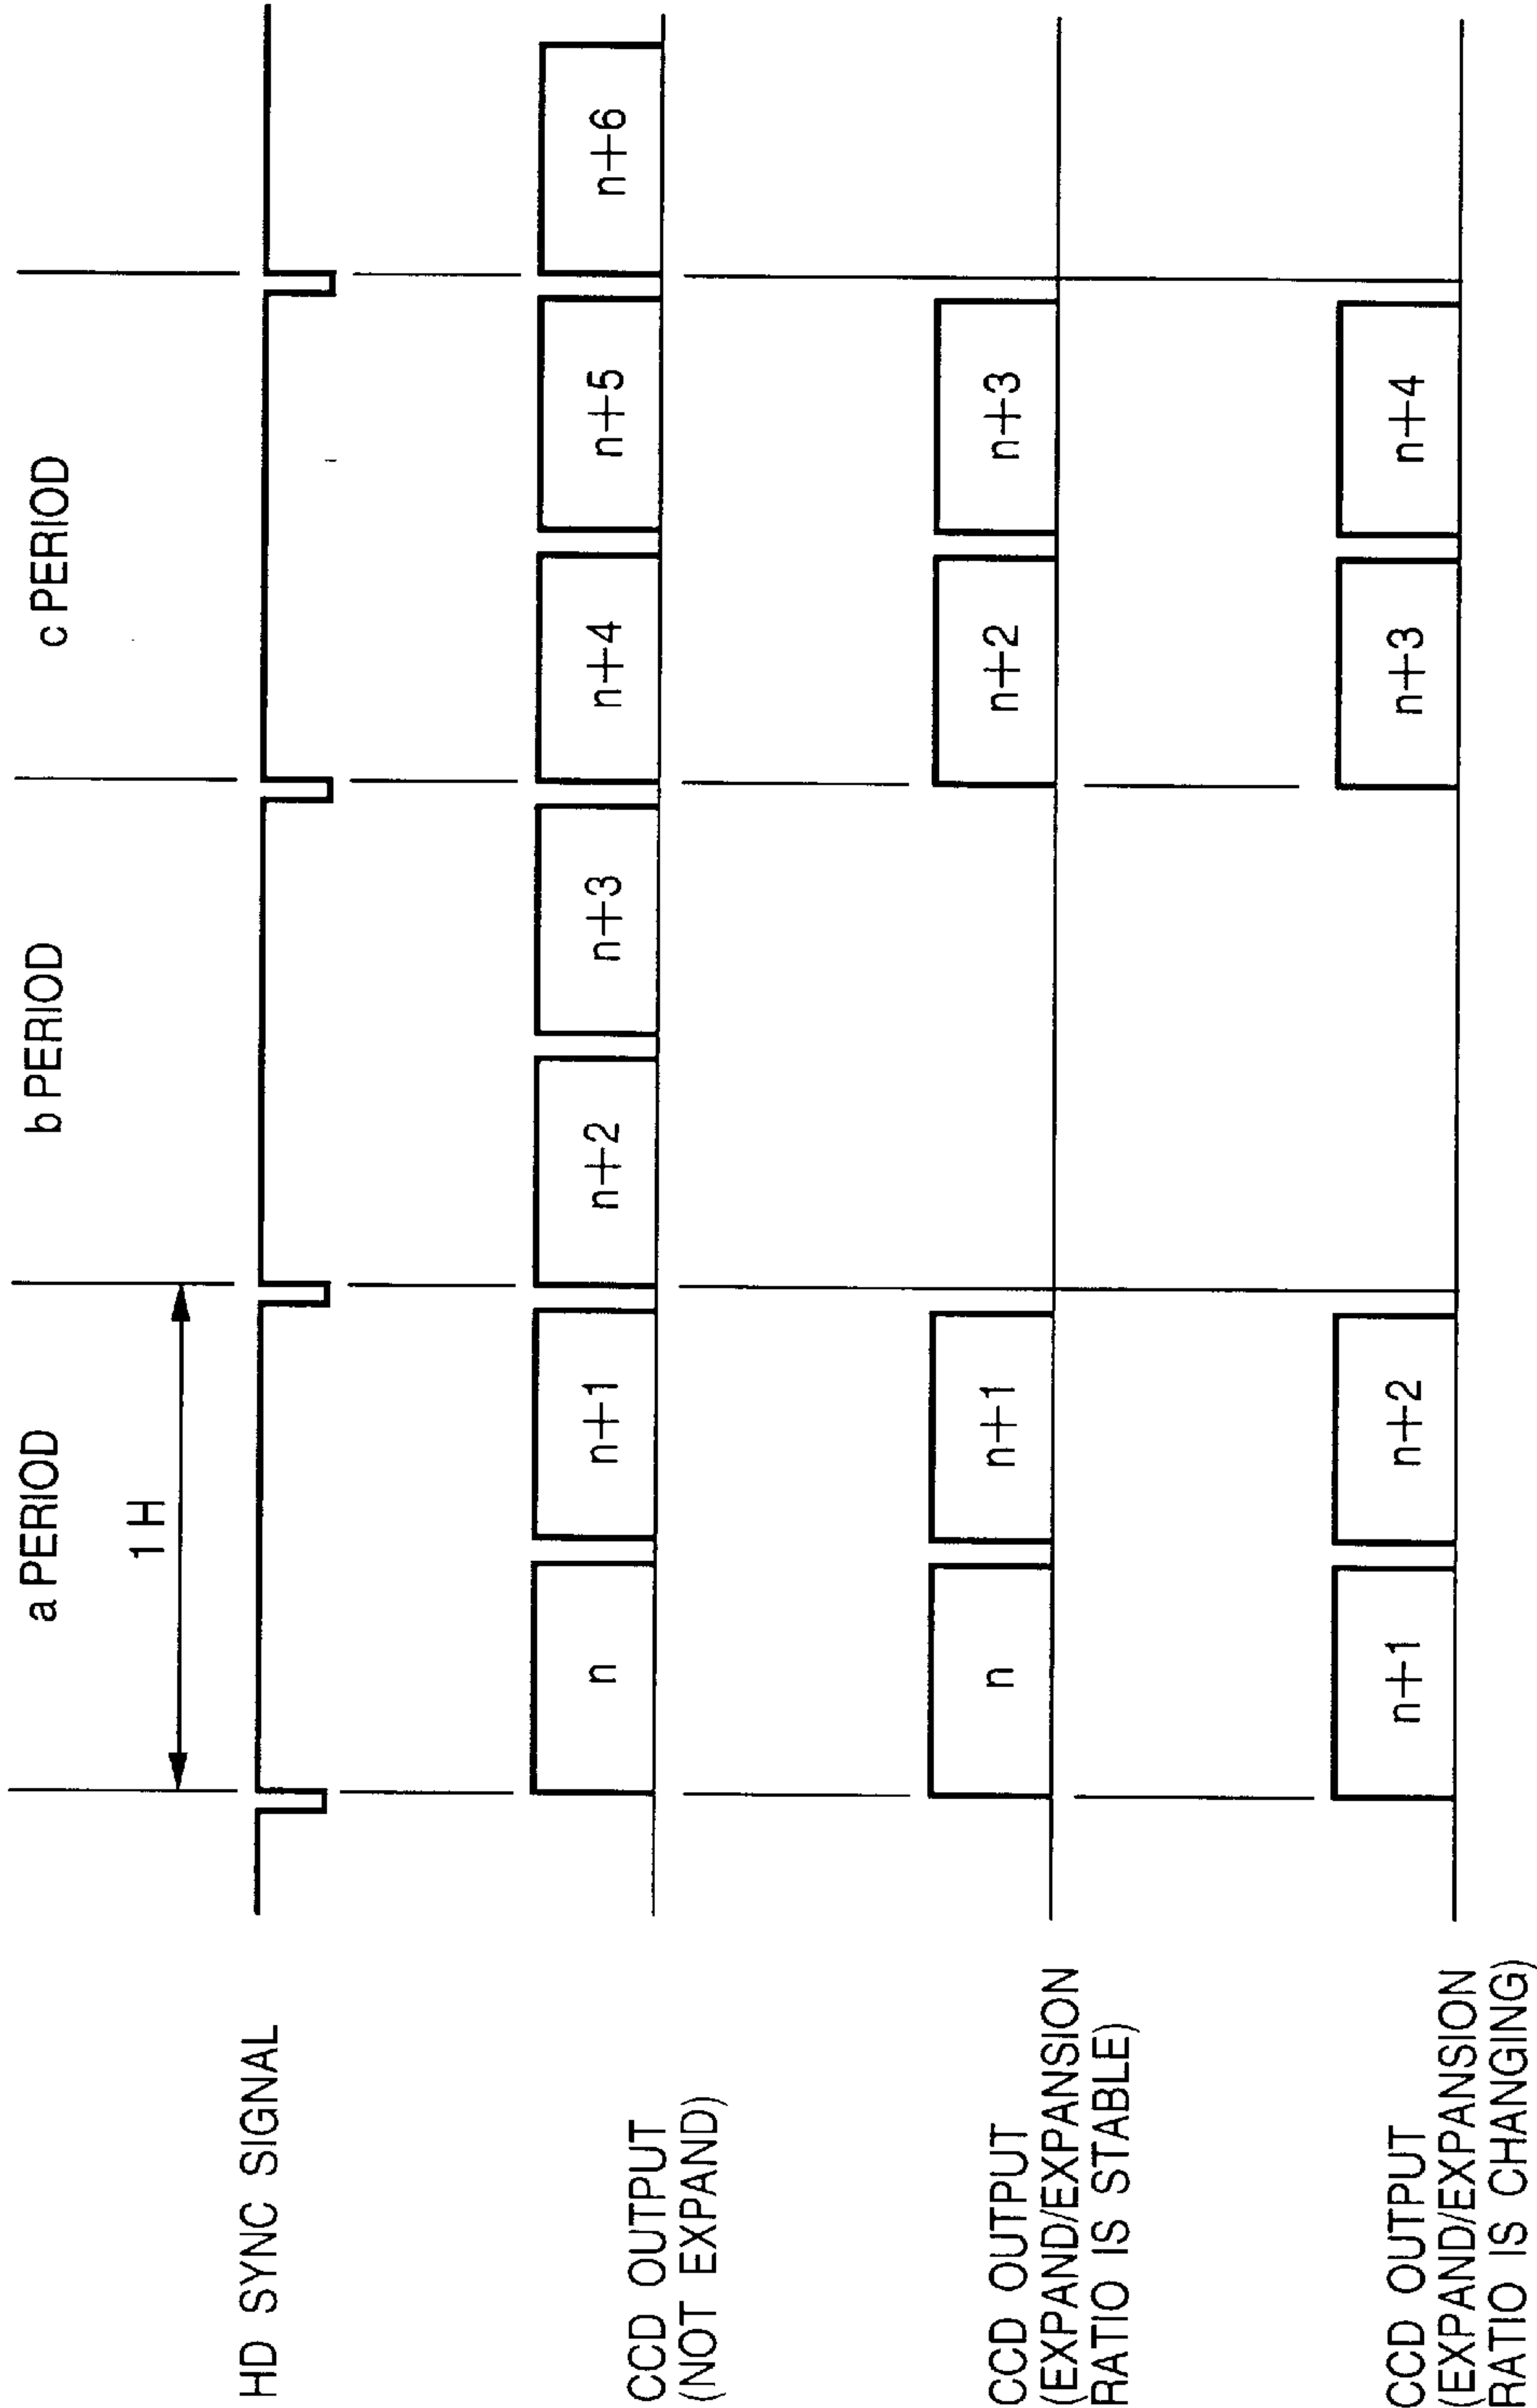 a PERIOD
b PERIOD
c PERIOD
1 H
HD SYNC SIGNAL
CCD OUTPUT
(NOT EXPAND)
n
n+1
n+2
n+3
n+4
n+5
n+6
CCD OUTPUT
(EXPAND/EXPANSION
RATIO IS STABLE)
n
n+1
n+2
n+3
CCD OUTPUT
(EXPAND/EXPANSION
RATIO IS CHANGING)
n+1
n+2
n+3
n+4